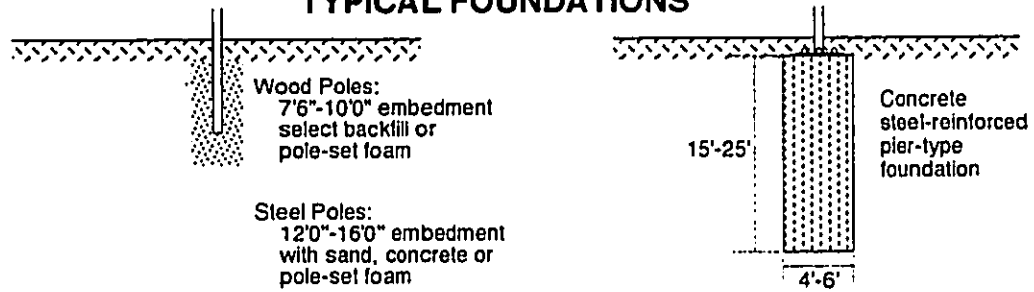 TYPICAL FOUNDATIONS
Wood Poles:
7'6"-10'0" embedment
select backfill or
pole-set foam
Steel Poles:
12'0"-16'0" embedment
with sand, concrete or
pole-set foam
15'-25'
4'-6'
Concrete
steel-reinforced
pier-type
foundation